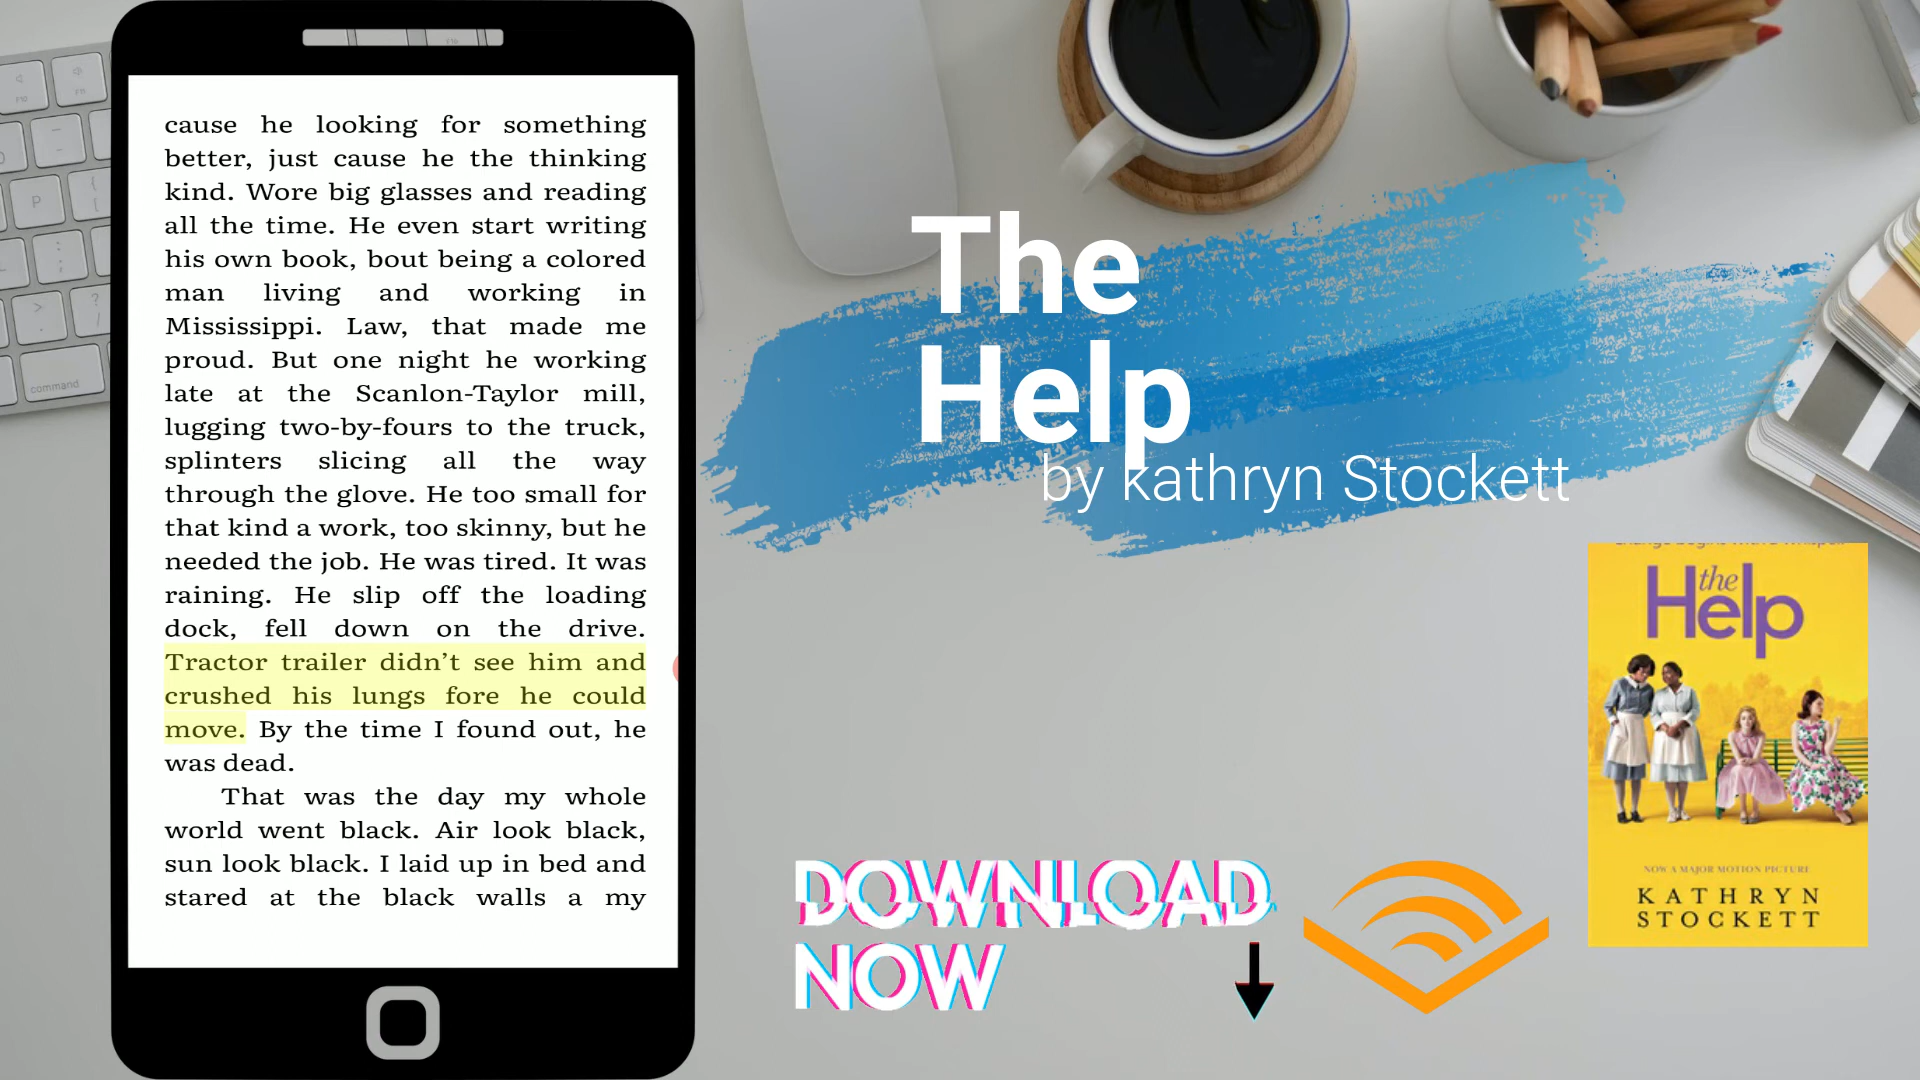 cause he looking for something
better, just cause he the thinking
kind. Wore big glasses and reading
all the time. He even start writing
his own book, bout being a colored
man living and working in
Mississippi. Law, that made me
proud. But one night he working
late at the Scanlon-Taylor mill,
lugging two-by-fours to the truck,
splinters slicing all the way
through the glove. He too small for
that kind a work, too skinny, but he
needed the job. He was tired. It was
raining. He slip off the loading
dock, fell down on the drive.
Tractor trailer didn’t see him and
crushed his lungs fore he could
move. By the time I found out, he
was dead.
That was the day my whole
world went black. Air look black,
sun look black. I laid up in bed and
stared at the black walls a my
The
Help
by kathryn Stockett
DOWNLOAD
NOW
the
Help
NOW A MAJOR MOTION PICTURE
KATHRYN
STOCKETT
command
P
F10